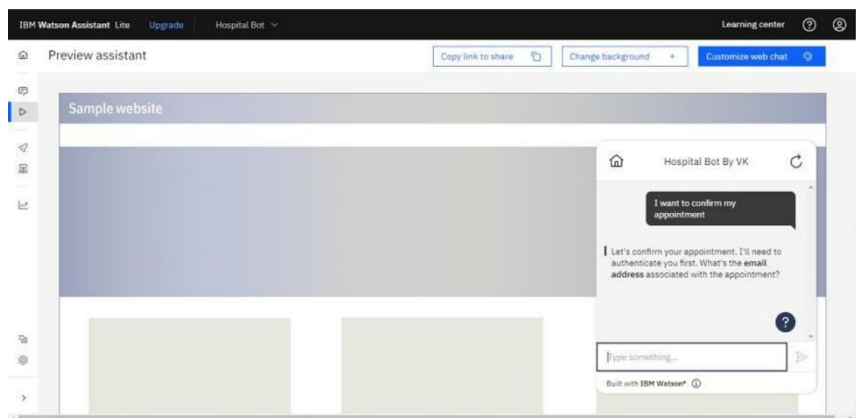 IBM Watson Assistant Lite Upgrade Hospital Bot Learning center
Preview assistant
Copy link to share
Change background +
Customize web chat
Sample website
Hospital Bot By VK
I want to confirm my
appointment
Let's confirm your appointment. I'll need to
authenticate you first. What's the email
address associated with the appointment?
?
Type something...
Built with IBM Watson®